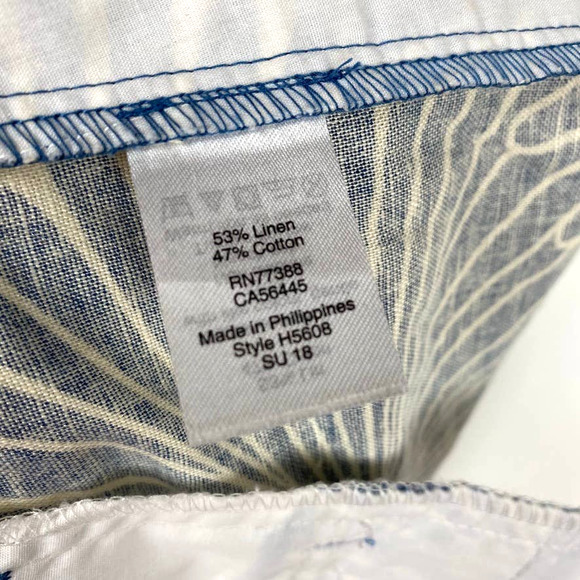 53% Linen
47% Cotton
RN77388
CA56445
Made in Philippines
Style H5608
SU 18